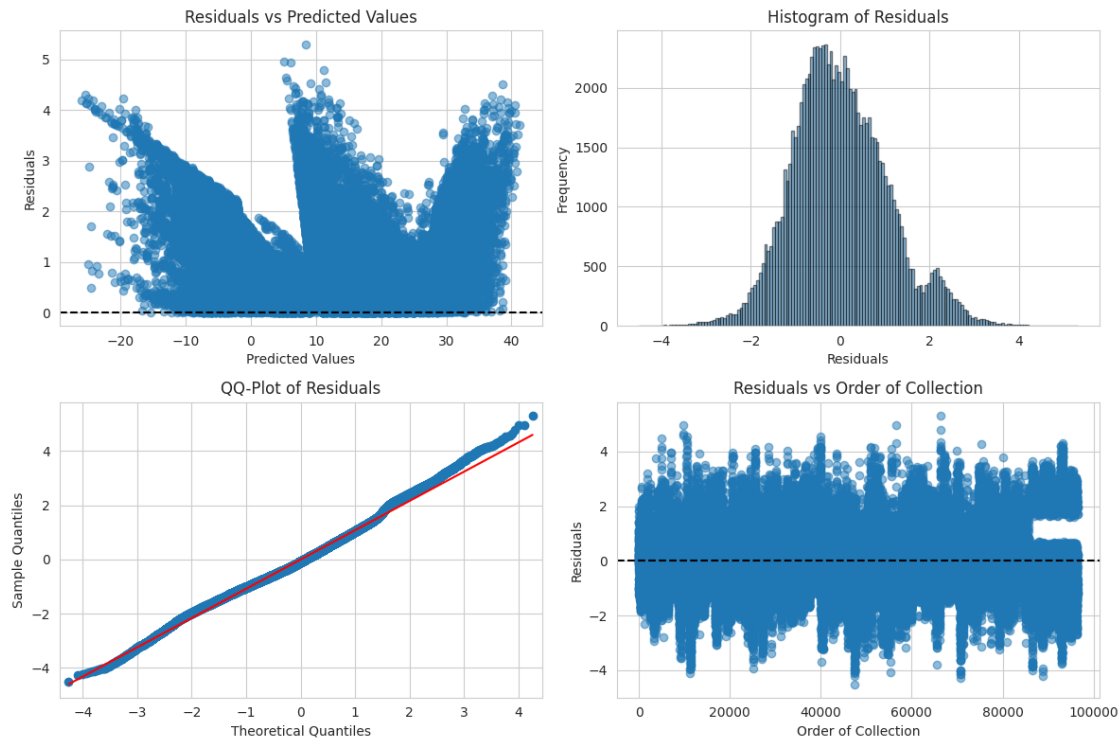 Residuals vs Predicted Values
Residuals
5
4
3
2
1
0
−20 −10 0 10 20 30 40
Predicted Values
Histogram of Residuals
Frequency
2000
1500
1000
500
0
−4 −2 0 2 4
Residuals
QQ-Plot of Residuals
Sample Quantiles
4
2
0
−2
−4
−4 −3 −2 −1 0 1 2 3 4
Theoretical Quantiles
Residuals vs Order of Collection
Residuals
4
2
0
−2
−4
0 20000 40000 60000 80000 100000
Order of Collection